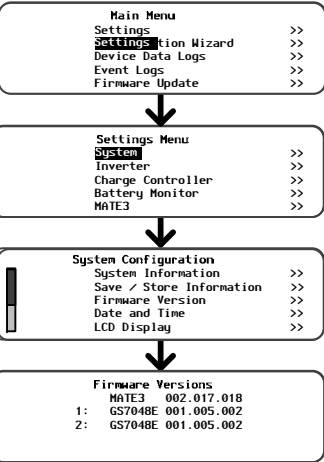 Main Menu
Settings >>
Settings tion Wizard >>
Device Data Logs >>
Event Logs >>
Firmware Update >>
Settings Menu
System >>
Inverter >>
Charge Controller >>
Battery Monitor >>
MATE3 >>
System Configuration
System Information >>
Save / Store Information >>
Firmware Version >>
Date and Time >>
LCD Display >>
Firmware Versions
MATE3 002.017.018
1: GS7048E 001.005.002
2: GS7048E 001.005.002